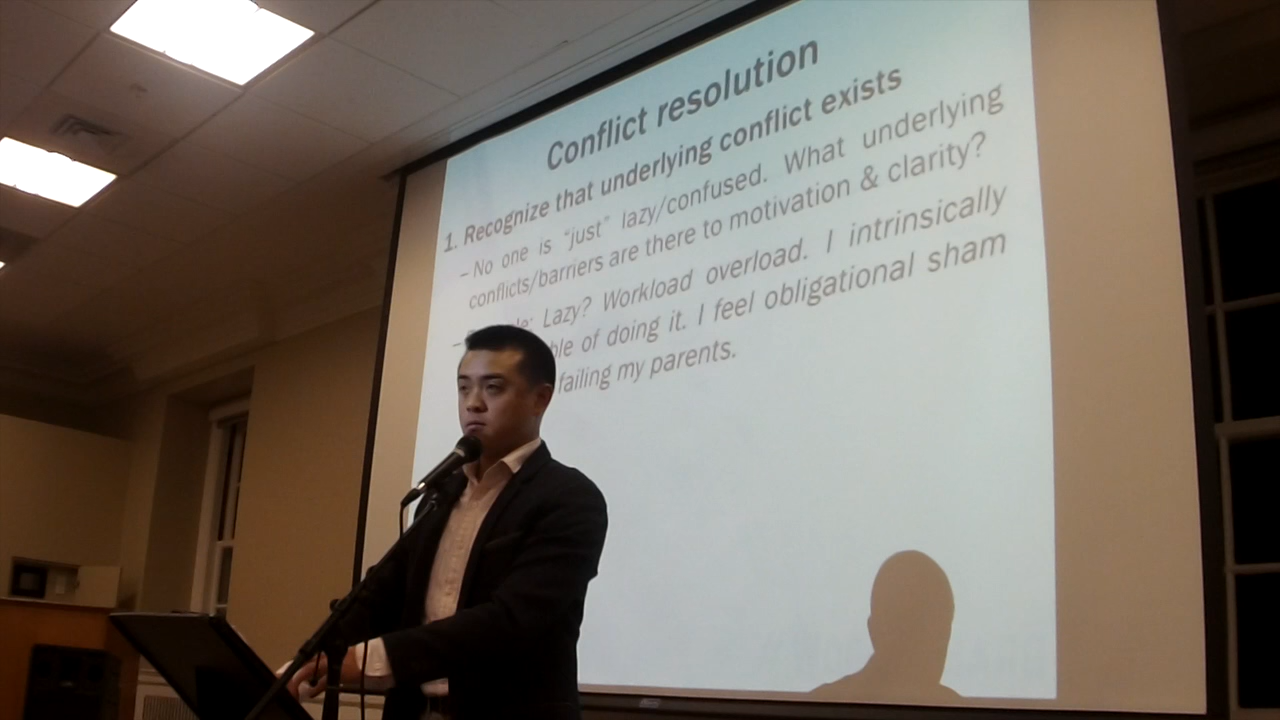 Conflict resolution
1. Recognize that underlying conflict exists
– No one is “just” lazy/confused. What underlying
conflicts/barriers are there to motivation & clarity?
– Lazy? Workload overload. I intrinsically
of doing it. I feel obligational sham
failing my parents.